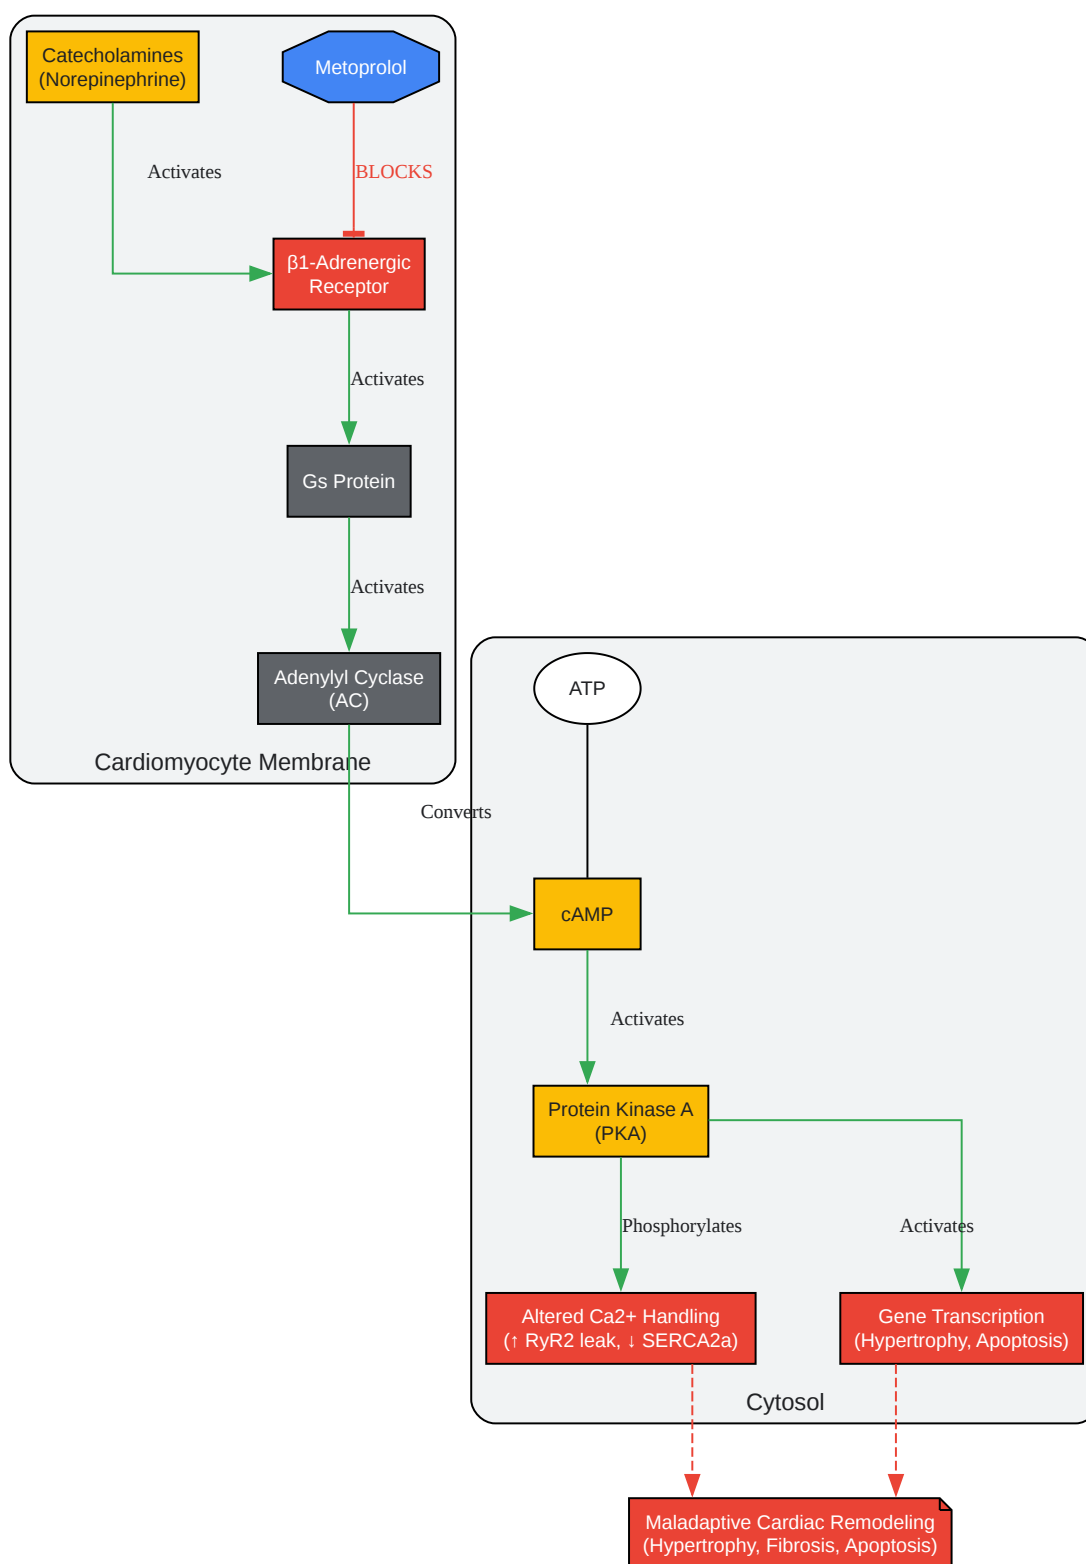 Catecholamines
(Norepinephrine)
Metoprolol
Activates
BLOCKS
β1-Adrenergic
Receptor
Activates
Gs Protein
Activates
Adenylyl Cyclase
(AC)
ATP
Cardiomyocyte Membrane
Converts
cAMP
Activates
Protein Kinase A
(PKA)
Phosphorylates
Activates
Altered Ca2+ Handling
(↑ RyR2 leak, ↓ SERCA2a)
Gene Transcription
(Hypertrophy, Apoptosis)
Cytosol
Maladaptive Cardiac Remodeling
(Hypertrophy, Fibrosis, Apoptosis)